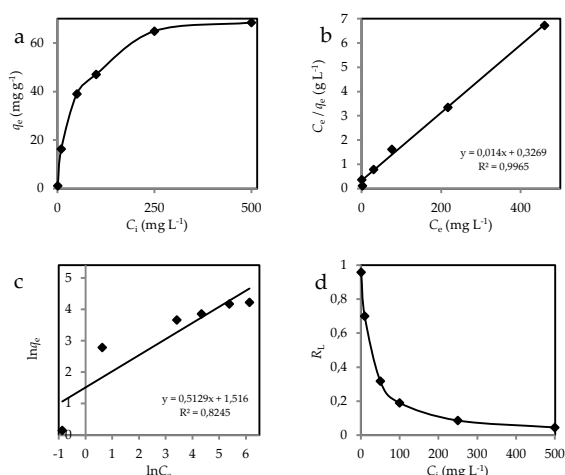 a
60
40
20
0
qe (mg g-1)
0 250 500
Ci (mg L-1)
b
7
6
5
4
3
2
1
0
Ce / qe (g L-1)
y = 0,014x + 0,3269
R² = 0,9965
0 200 400
Ce (mg L-1)
c
5
4
3
2
1
0
lnqe
y = 0,5129x + 1,516
R² = 0,8245
-1 0 1 2 3 4 5 6
lnCe
d
1
0,8
0,6
0,4
0,2
0
RL
0 100 200 300 400 500
Ci (mg L-1)